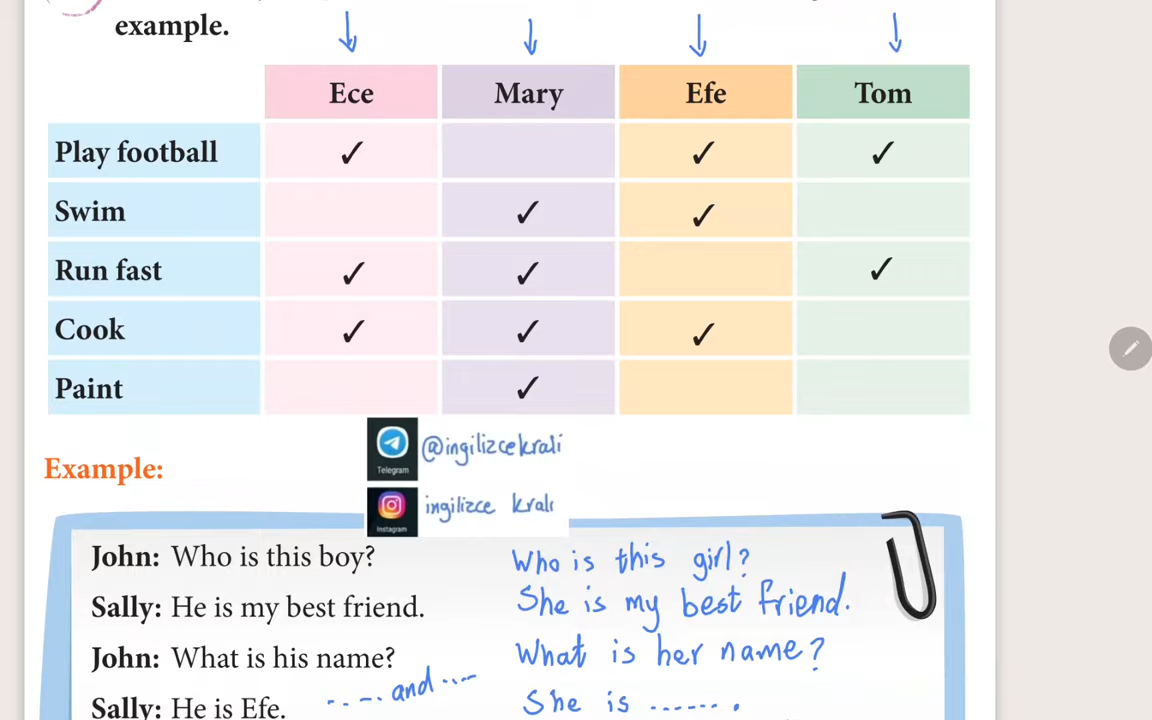 example.
Ece Mary Efe Tom
Play football ✓ ✓ ✓
Swim ✓ ✓
Run fast ✓ ✓ ✓
Cook ✓ ✓ ✓
Paint ✓
Telegram @ingilizcekrali
Example:
Instagram ingilizce kralı
John: Who is this boy?
Who is this girl?
Sally: He is my best friend.
She is my best friend.
John: What is his name?
What is her name?
Sally: He is Efe.
..... and .....
She is ...... .